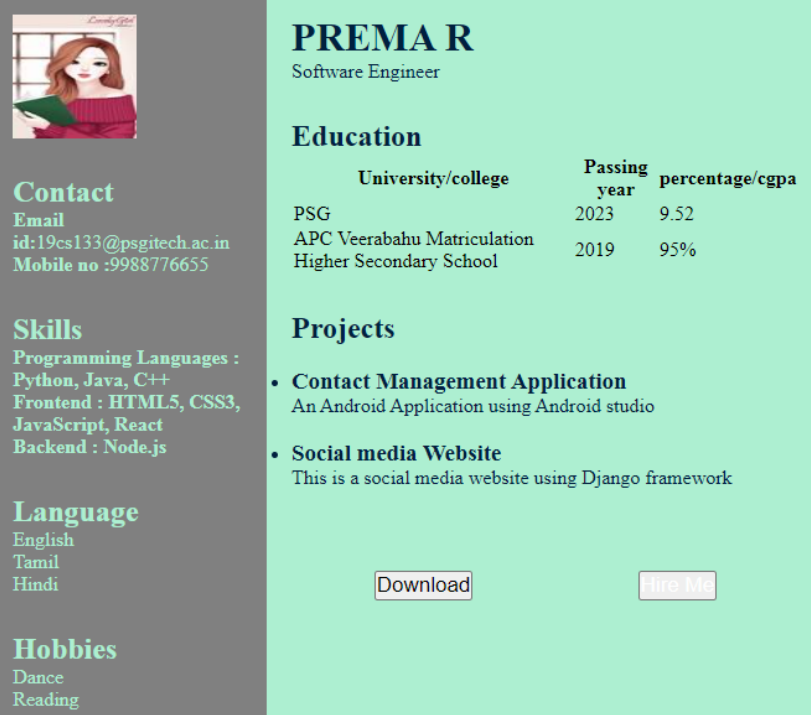 LovelyGirl
Contact
Email
id:19cs133@psgitech.ac.in
Mobile no :9988776655
Skills
Programming Languages :
Python, Java, C++
Frontend : HTML5, CSS3,
JavaScript, React
Backend : Node.js
Language
English
Tamil
Hindi
Hobbies
Dance
Reading
PREMA R
Software Engineer
Education
University/college Passing year percentage/cgpa
PSG 2023 9.52
APC Veerabahu Matriculation
Higher Secondary School 2019 95%
Projects
• Contact Management Application
An Android Application using Android studio
• Social media Website
This is a social media website using Django framework
Download Hire Me